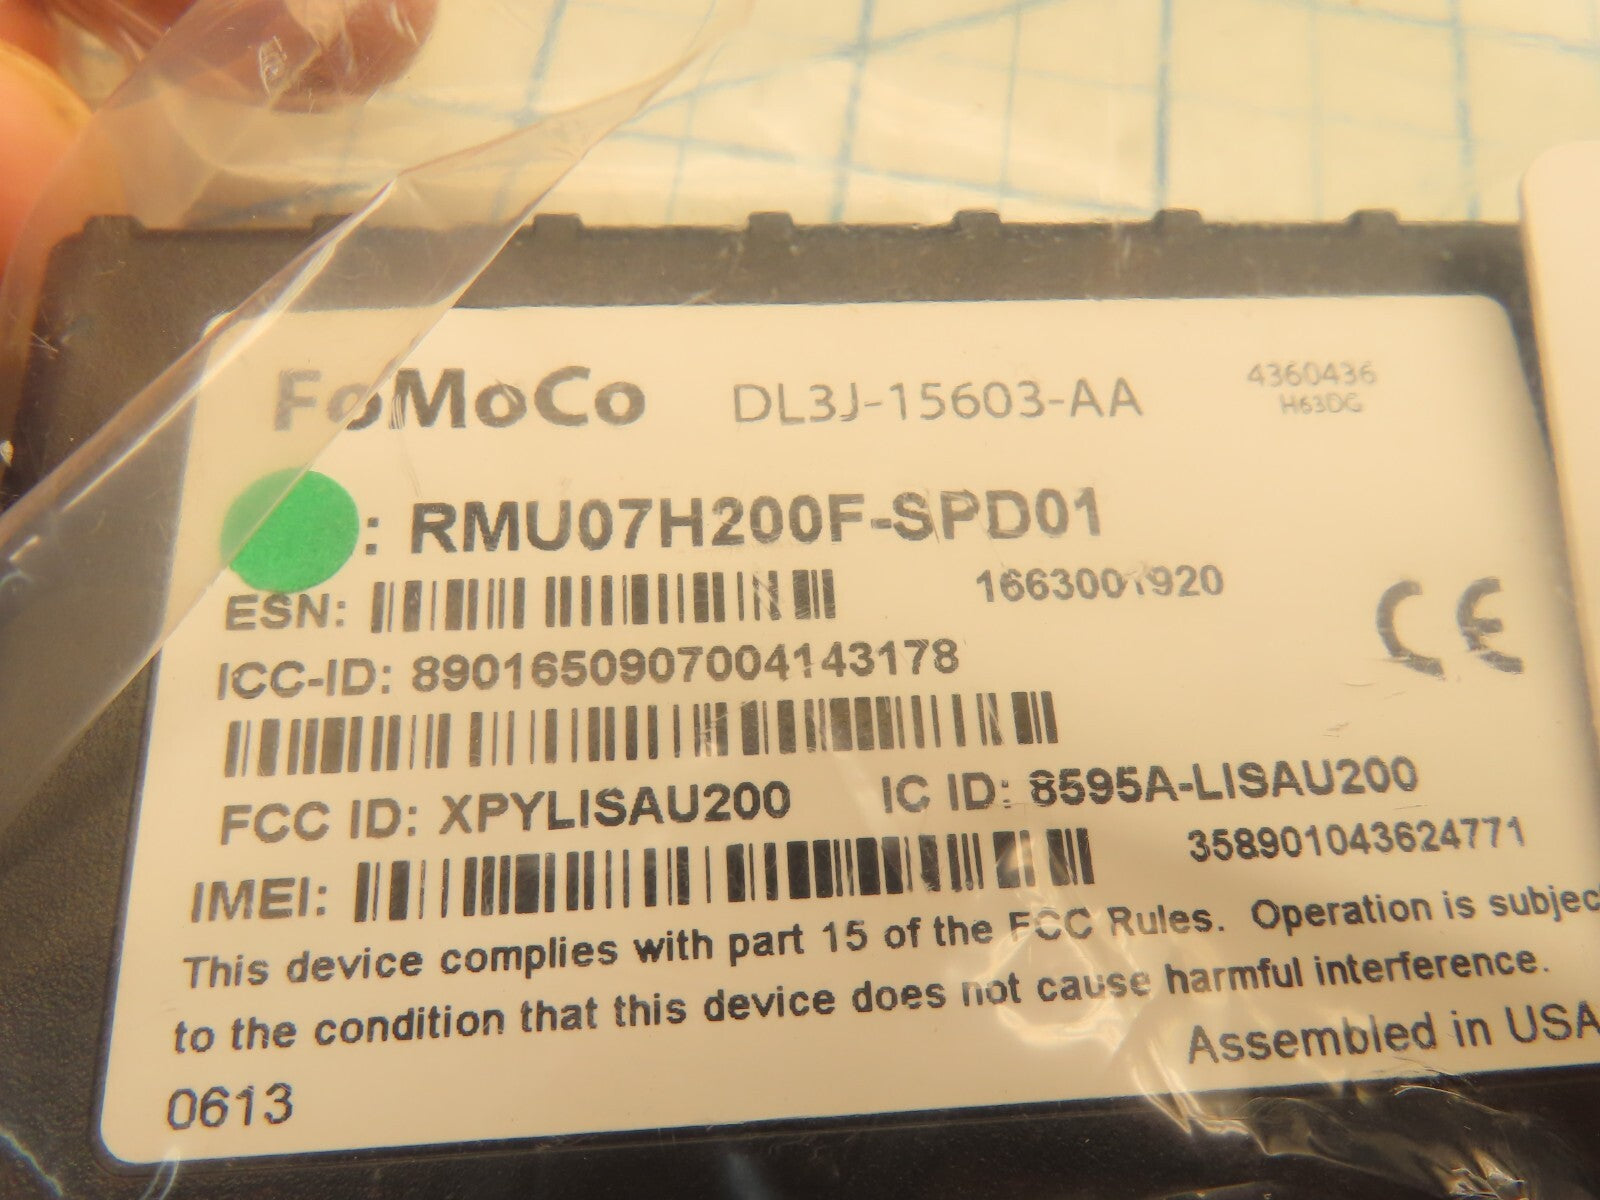 FoMoCo DL3J-15603-AA 4360436
H63DG
: RMU07H200F-SPD01
ESN: 1663001920
ICC-ID: 8901650907004143178
FCC ID: XPYLISAU200 IC ID: 8595A-LISAU200
IMEI: 358901043624771
This device complies with part 15 of the FCC Rules. Operation is subjec
to the condition that this device does not cause harmful interference.
Assembled in USA
0613
CE